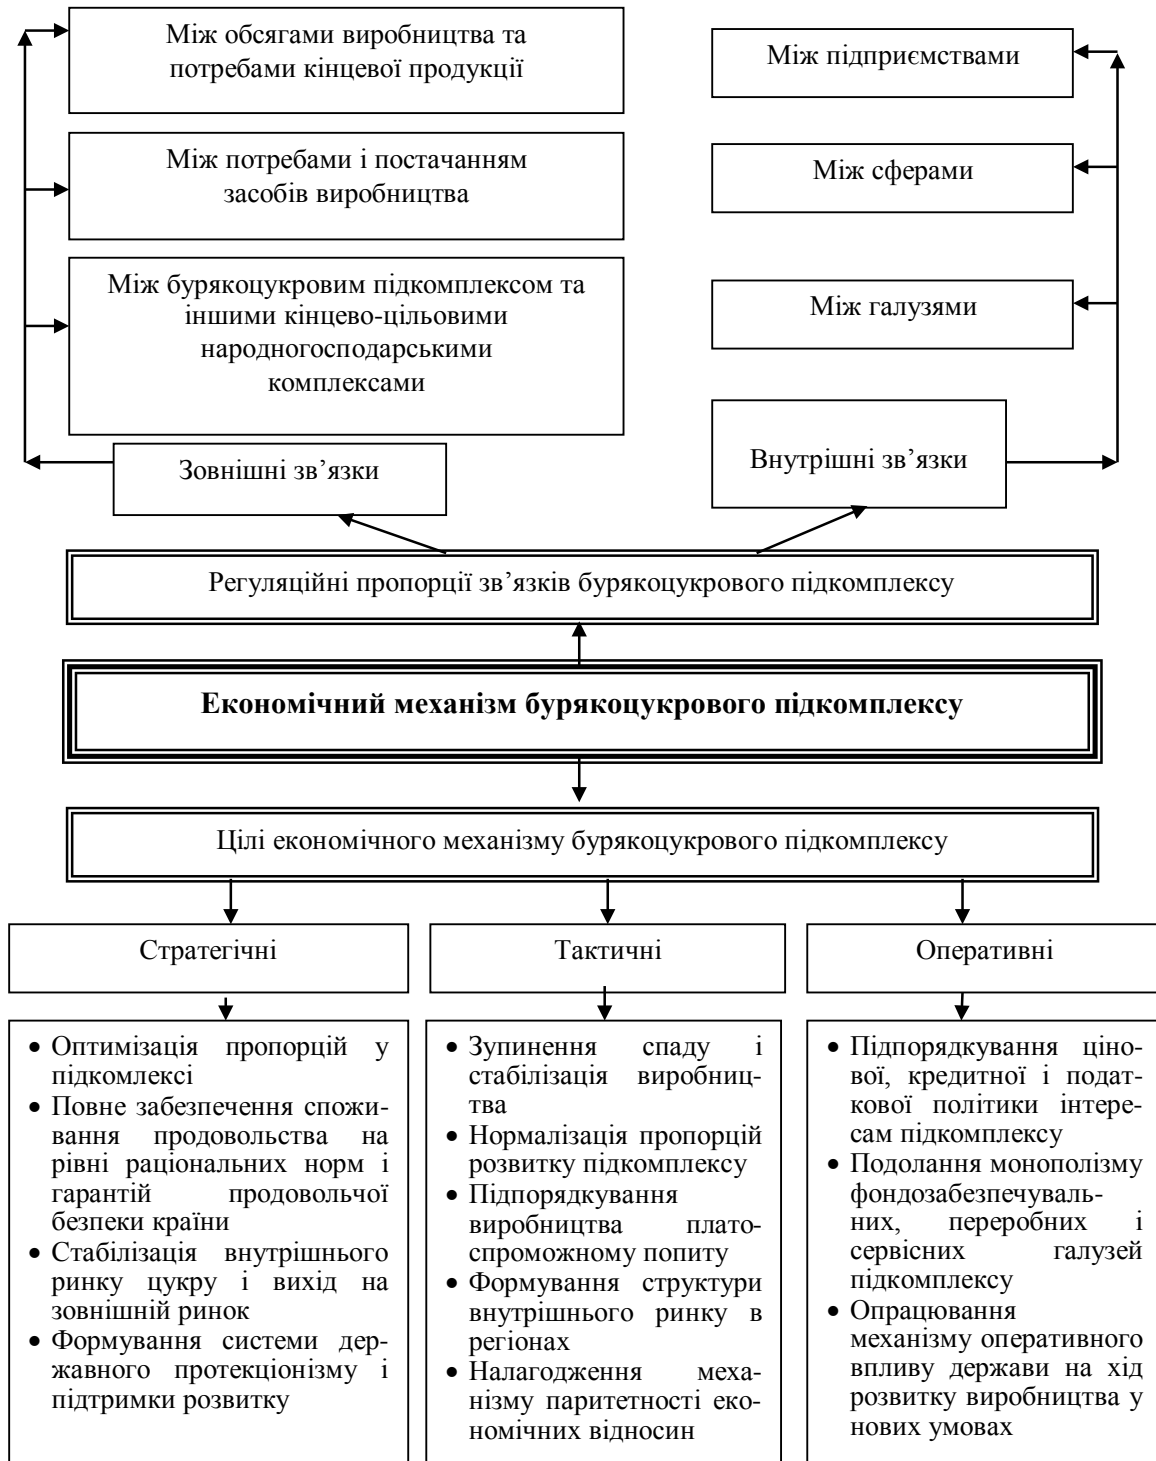 Між обсягами виробництва та
потребами кінцевої продукції
Між потребами і постачанням
засобів виробництва
Між бурякоцукровим підкомплексом та
іншими кінцево-цільовими
народногосподарськими
комплексами
Зовнішні зв’язки
Між підприємствами
Між сферами
Між галузями
Внутрішні зв’язки
Регуляційні пропорції зв’язків бурякоцукрового підкомплексу
Економічний механізм бурякоцукрового підкомплексу
Цілі економічного механізму бурякоцукрового підкомплексу
Стратегічні
• Оптимізація пропорцій у
підкомлексі
• Повне забезпечення споживання
вання продовольства на
рівні раціональних норм і
гарантій продовольчої
безпеки країни
• Стабілізація внутрішнього
ринку цукру і вихід на
зовнішній ринок
• Формування системи дер-
жавного протекціонізму і
підтримки розвитку
Тактичні
• Зупинення спаду і
стабілізація виробниц-
тва
• Нормалізація пропорцій
розвитку підкомплексу
• Підпорядкування
виробництва плато-
спроможному попиту
• Формування структури
внутрішнього ринку в
регіонах
• Налагодження меха-
нізму паритетності еко-
номічних відносин
Оперативні
• Підпорядкування ціно-
вої, кредитної і подат-
кової політики інтере-
сам підкомплексу
• Подолання монополізму
фондозабезпечуваль-
них, переробних і
сервісних галузей
підкомплексу
• Опрацювання
механізму оперативного
впливу держави на хід
розвитку виробництва у
нових умовах